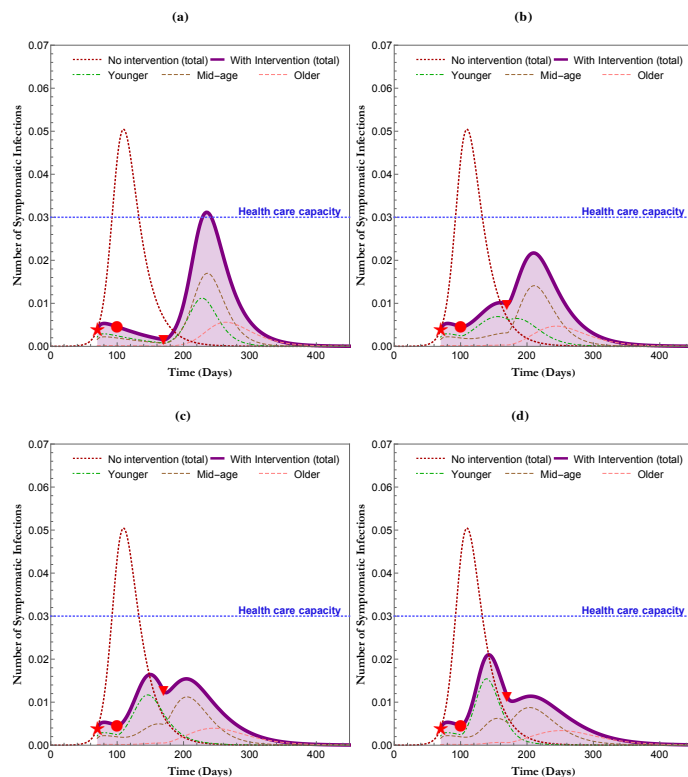 (a)
No intervention (total) With Intervention (total)
Younger Mid-age Older
Health care capacity
0.07
0.06
0.05
0.04
0.03
0.02
0.01
0.00
Number of Symptomatic Infections
0 100 200 300 400
Time (Days)
(b)
No intervention (total) With Intervention (total)
Younger Mid-age Older
Health care capacity
0.07
0.06
0.05
0.04
0.03
0.02
0.01
0.00
Number of Symptomatic Infections
0 100 200 300 400
Time (Days)
(c)
No intervention (total) With Intervention (total)
Younger Mid-age Older
Health care capacity
0.07
0.06
0.05
0.04
0.03
0.02
0.01
0.00
Number of Symptomatic Infections
0 100 200 300 400
Time (Days)
(d)
No intervention (total) With Intervention (total)
Younger Mid-age Older
Health care capacity
0.07
0.06
0.05
0.04
0.03
0.02
0.01
0.00
Number of Symptomatic Infections
0 100 200 300 400
Time (Days)